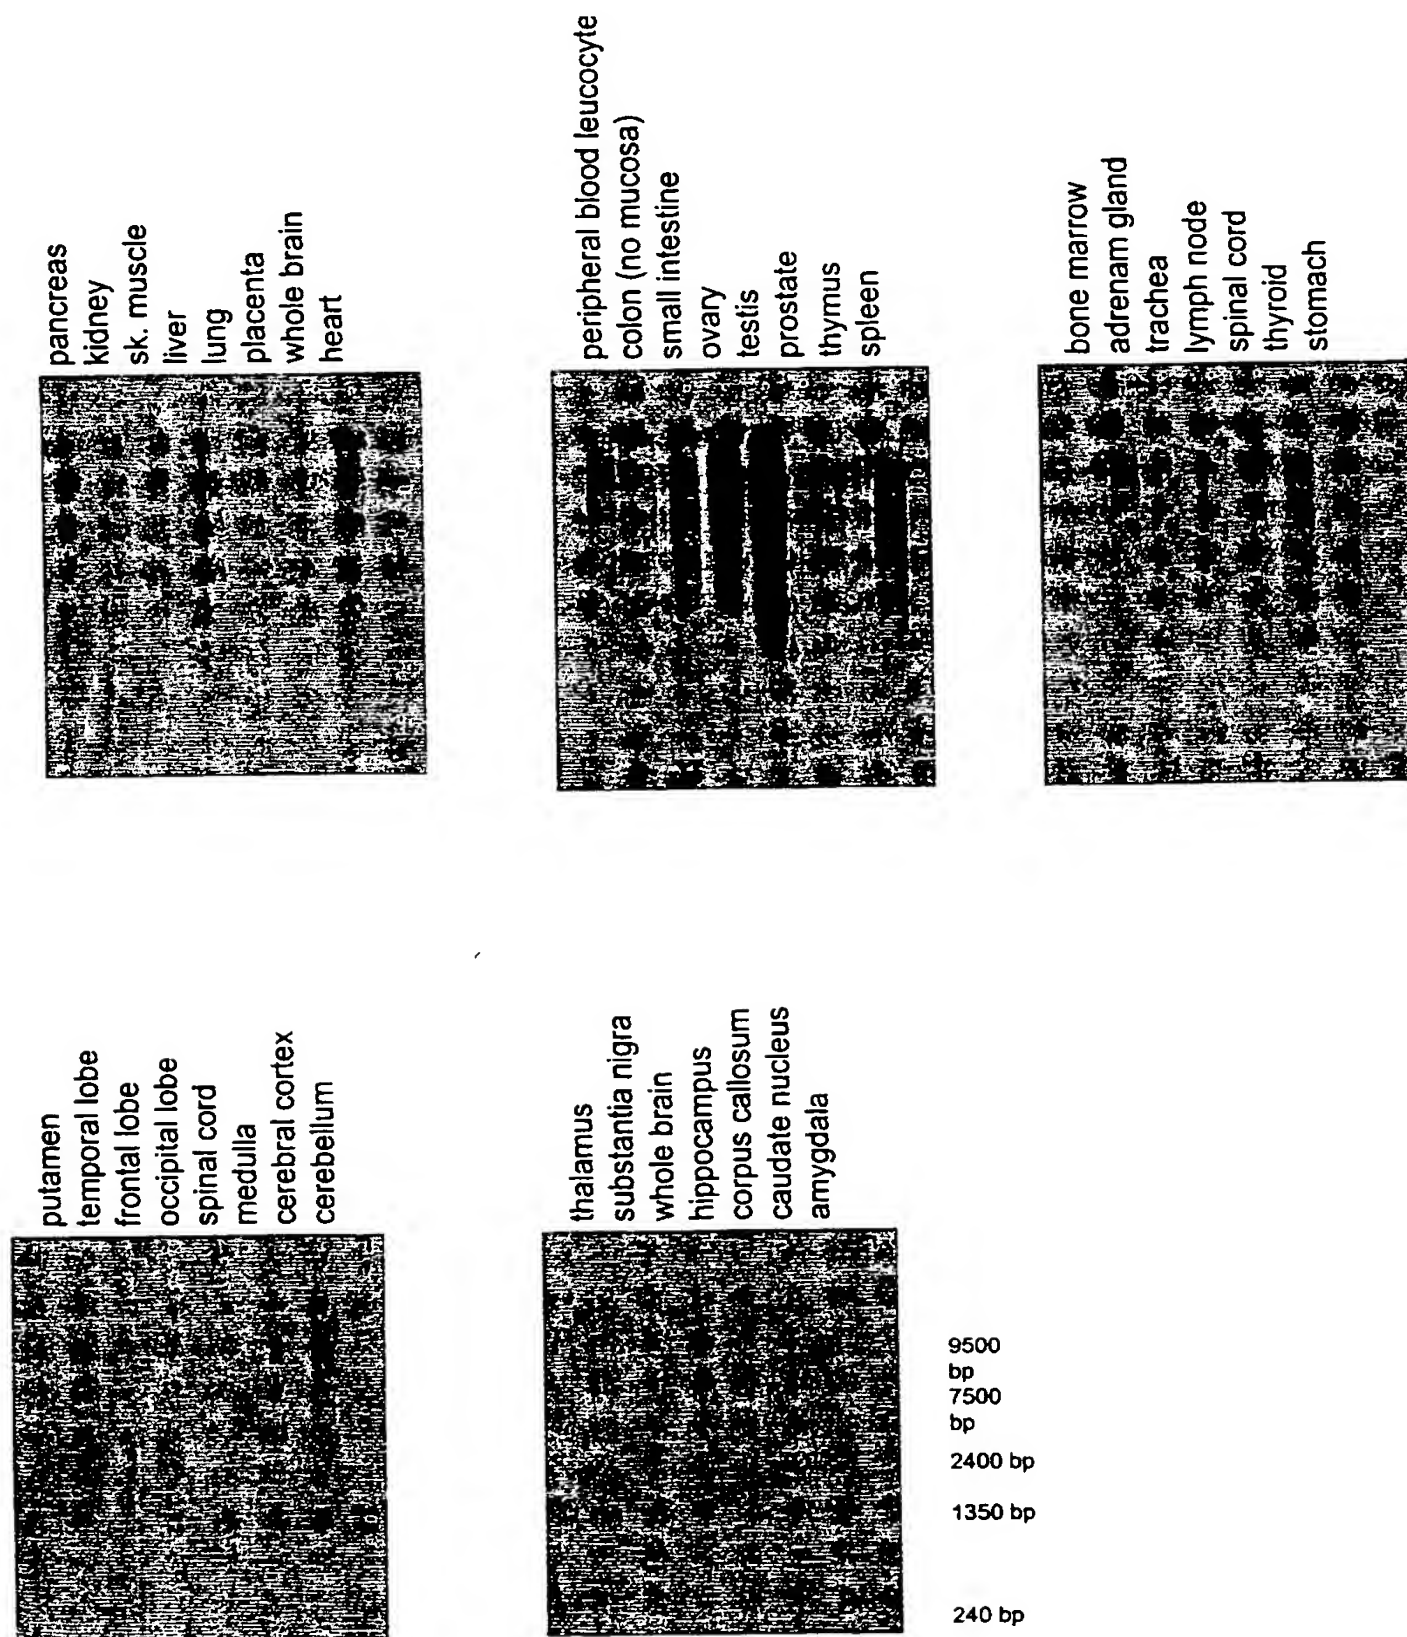 pancreas
kidney
sk. muscle
liver
lung
placenta
whole brain
heart
peripheral blood leucocyte
colon (no mucosa)
small intestine
ovary
testis
prostate
thymus
spleen
bone marrow
adrenam gland
trachea
lymph node
spinal cord
thyroid
stomach
putamen
temporal lobe
frontal lobe
occipital lobe
spinal cord
medulla
cerebral cortex
cerebellum
thalamus
substantia nigra
whole brain
hippocampus
corpus callosum
caudate nucleus
amygdala
9500
bp
7500
bp
2400 bp
1350 bp
240 bp